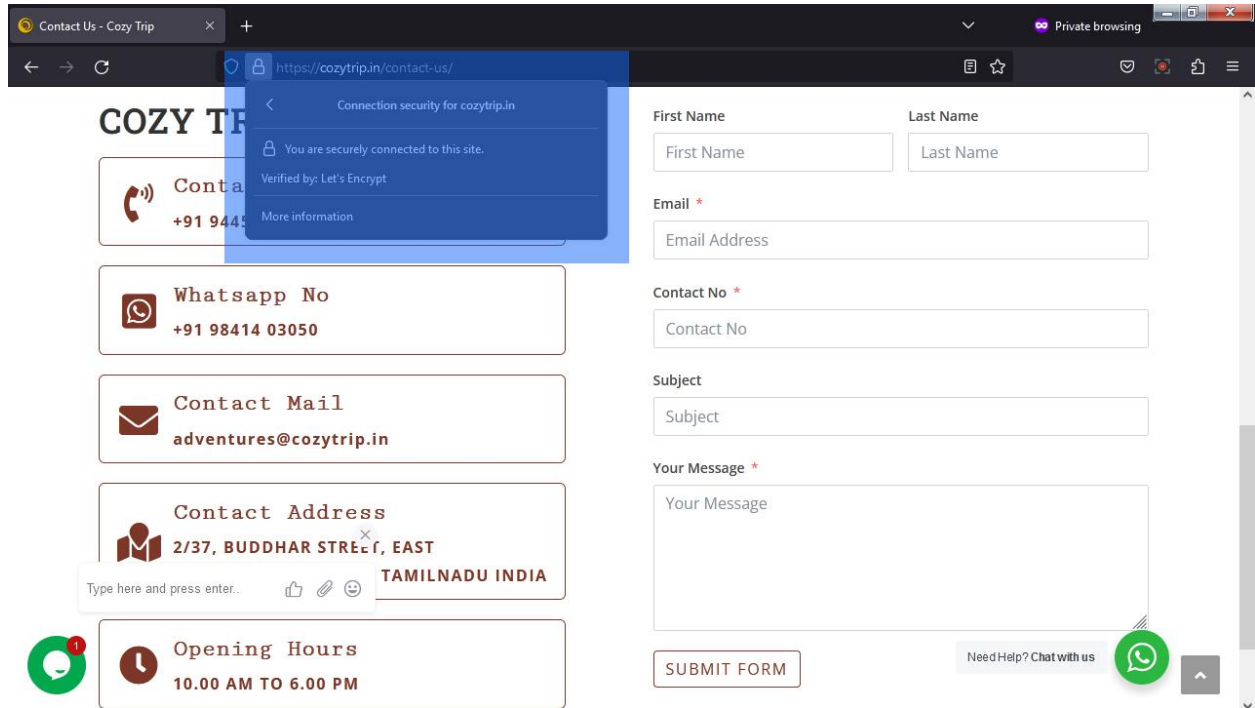 Contact Us - Cozy Trip
Private browsing
https://cozytrip.in/contact-us/
Connection security for cozytrip.in
You are securely connected to this site.
Verified by: Let's Encrypt
More information
COZY
Conta
+91 944
Whatsapp No
+91 98414 03050
Contact Mail
adventures@cozytrip.in
Contact Address
2/37, BUDDHAR STREET, EAST
TAMILNADU INDIA
Type here and press enter..
1
Opening Hours
10.00 AM TO 6.00 PM
First Name Last Name
First Name Last Name
Email *
Email Address
Contact No *
Contact No
Subject
Subject
Your Message *
Your Message
SUBMIT FORM
Need Help? Chat with us